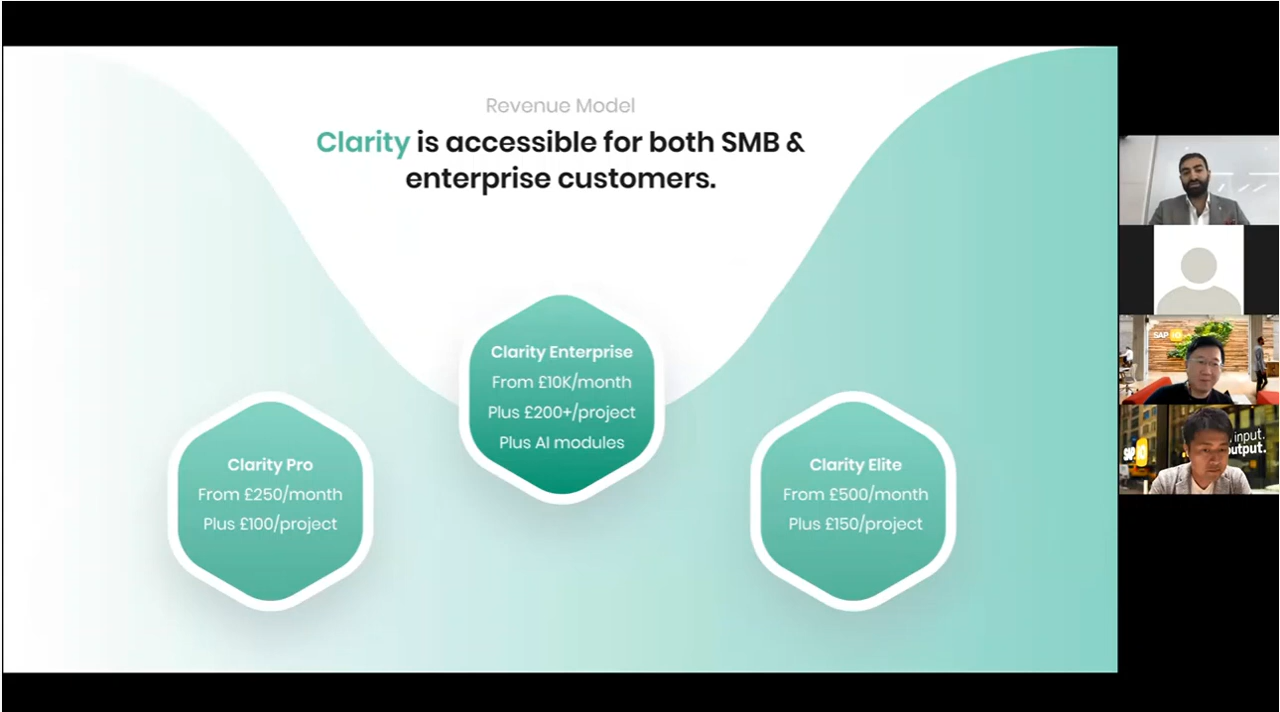 Revenue Model
Clarity is accessible for both SMB &
enterprise customers.
Clarity Enterprise
From £10K/month
Plus £200+/project
Plus AI modules
Clarity Pro
From £250/month
Plus £100/project
Clarity Elite
From £500/month
Plus £150/project
SAP
SAP
input.
output.